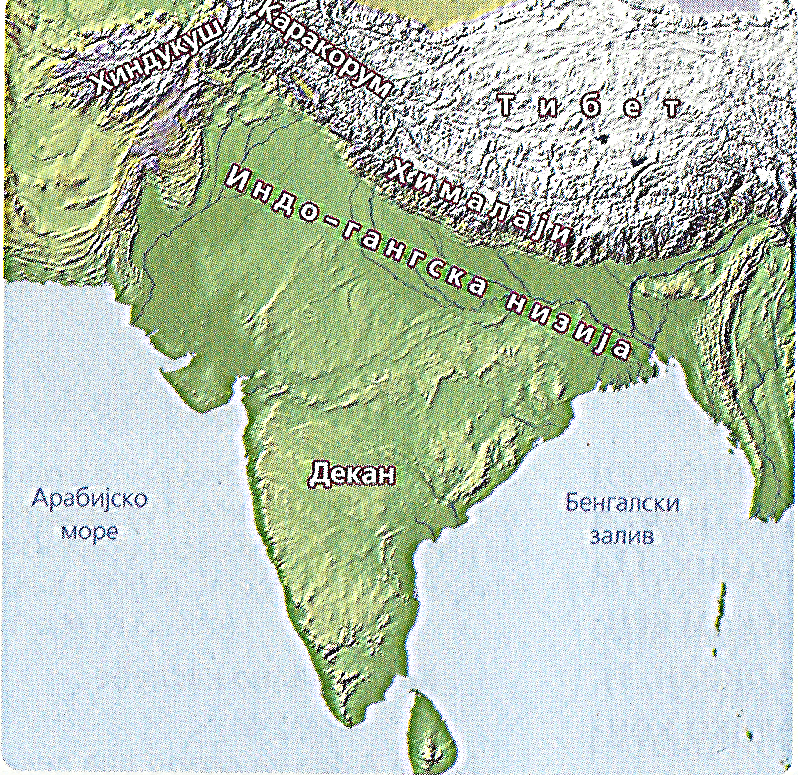 Хиндукуш
Каракорум
Тибет
Хималаји
Индо-гангска низија
Декан
Арабијско
море
Бенгалски
залив